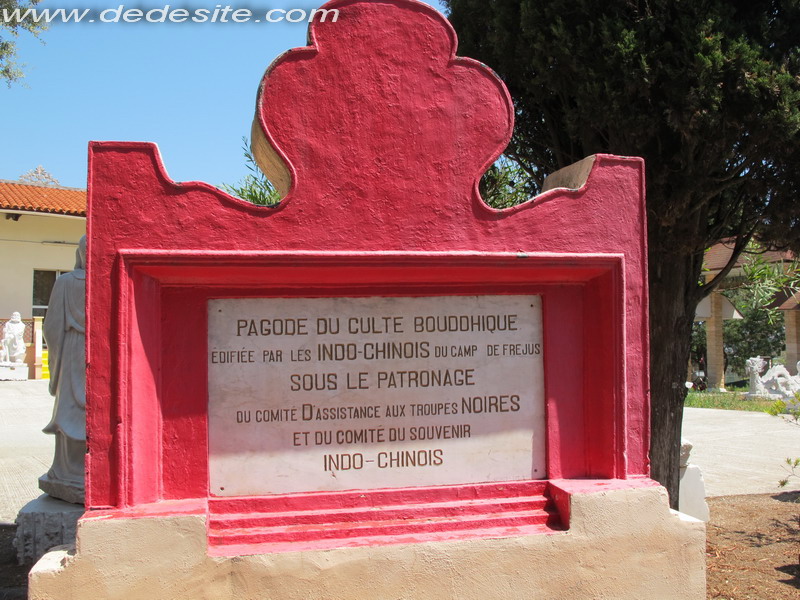 www.dedesite.com
PAGODE DU CULTE BOUDDHIQUE
ÉDIFIÉE PAR LES INDO-CHINOIS DU CAMP DE FREJUS
SOUS LE PATRONAGE
DU COMITÉ D'ASSISTANCE AUX TROUPES NOIRES
ET DU COMITÉ DU SOUVENIR
INDO-CHINOIS